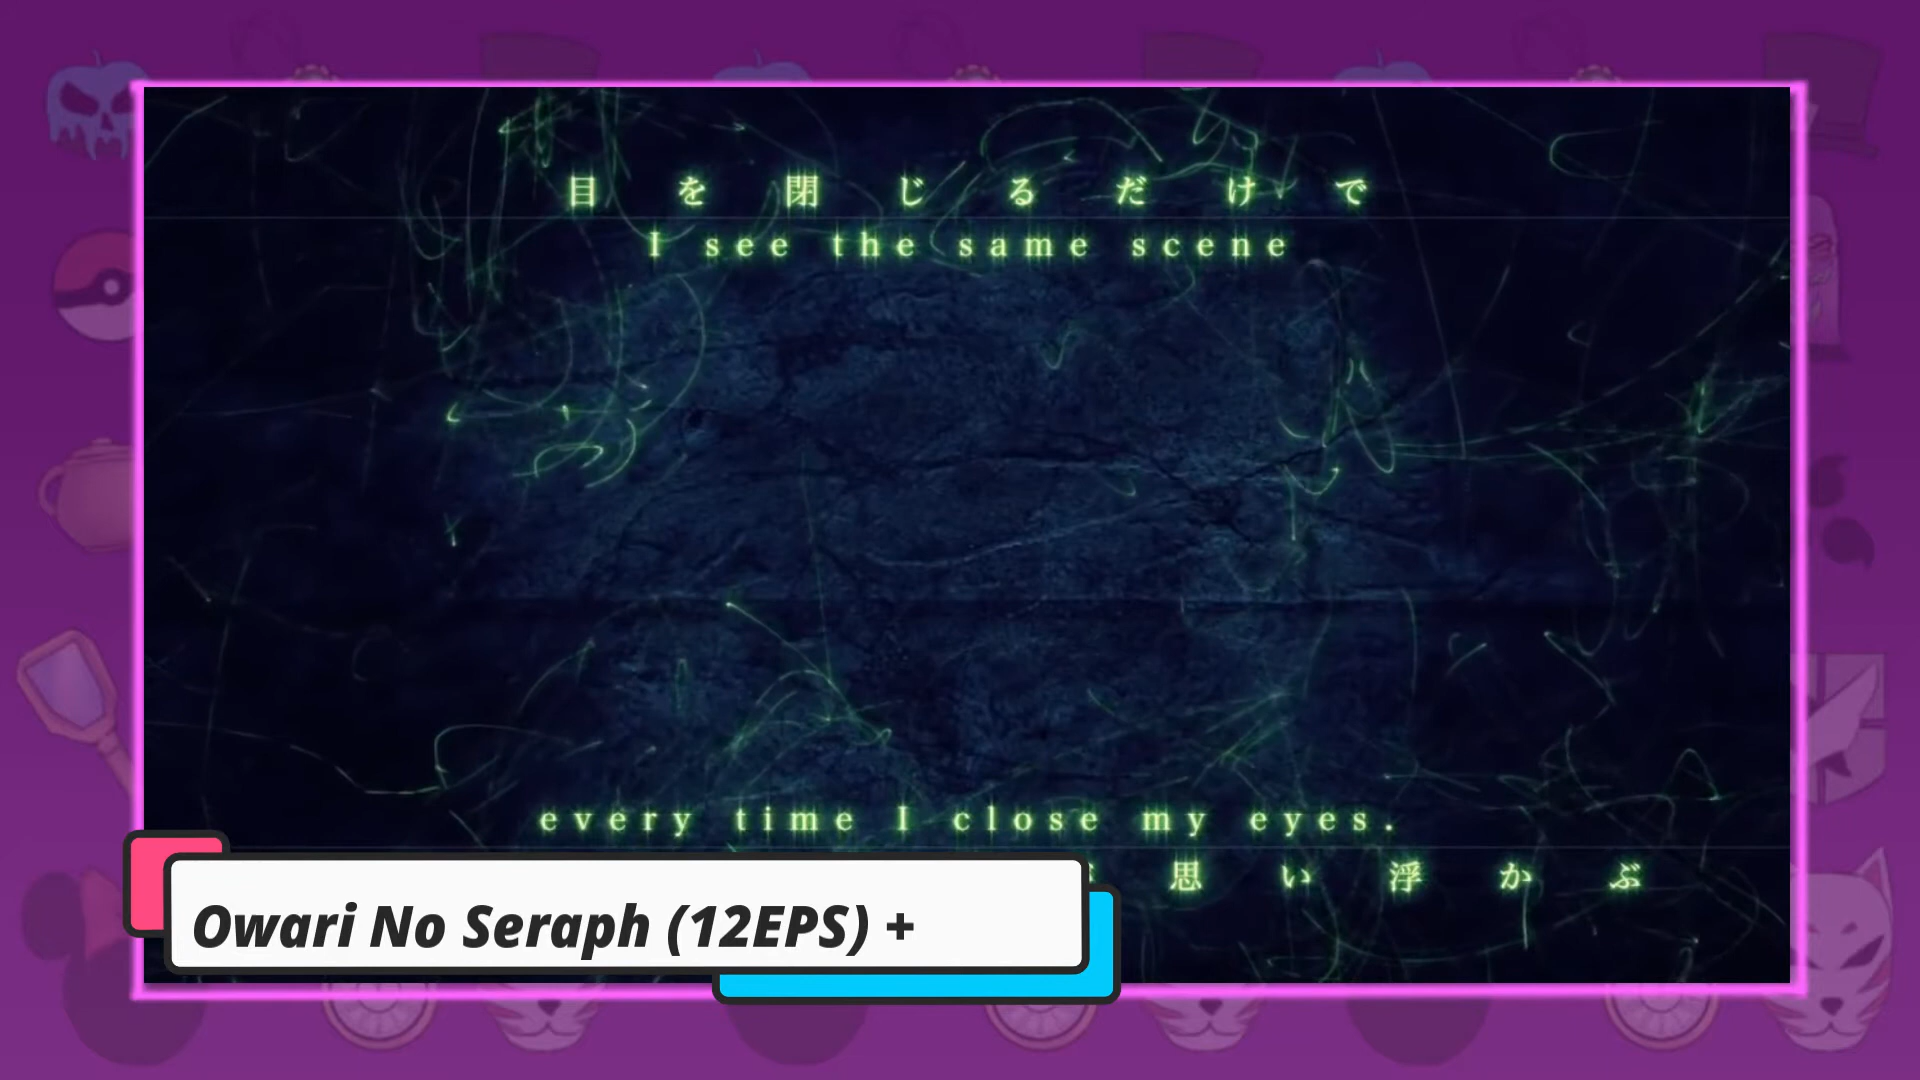 目を閉じるだけで
I see the same scene
every time I close my eyes.
思い浮かぶ
Owari No Seraph (12EPS) +